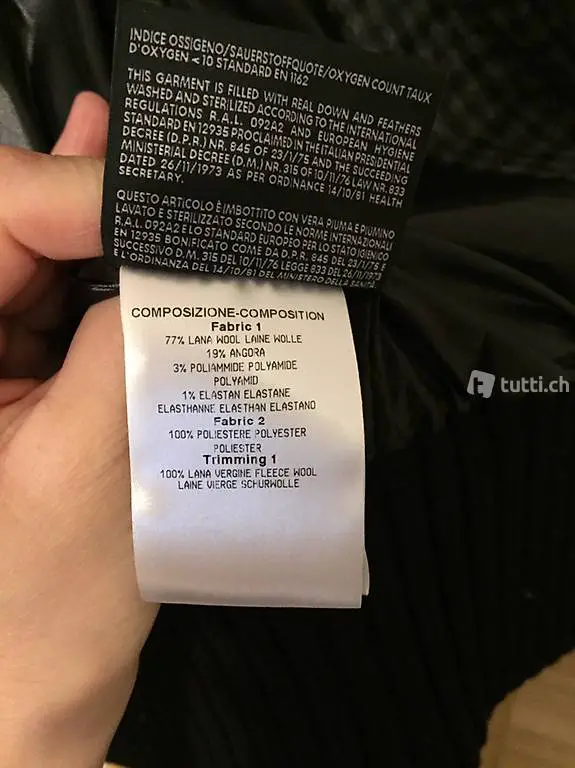 INDICE OSSIGENO/SAUERSTOFFQUOTE/OXYGEN COUNT TAUX
D'OXYGEN <10 STANDARD EN 1162
THIS GARMENT IS FILLED WITH REAL DOWN AND FEATHERS
WASHED AND STERILIZED ACCORDING TO THE INTERNATIONAL
REGULATIONS R.A.L. 092A2 AND EUROPEAN HYGIENE
STANDARD EN 12935 PROCLAIMED IN THE ITALIAN PRESIDENTIAL
DECREE (D.P.R.) NR. 845 OF 23/1/75 AND THE SUCCEEDING
MINISTERIAL DECREE (D.M.) NR. 315 OF 10/11/76 LAW NR. 833
DATED 26/11/1973 AS PER ORDINANCE 14/10/81 HEALTH
SECRETARY.
QUESTO ARTICOLO È IMBOTTITO CON VERA PIUMA E PIUMINO
LAVATO E STERILIZZATO SECONDO LE NORME INTERNAZIONALI
R.A.L. 092A2 E LO STANDARD EUROPEO PER LO STATO IGIENICO
EN 12935 BONIFICATO COME DA D.P.R. 845 DEL 23/1/75 E
SUCCESSIVO D.M. 315 DEL 10/11/76 LEGGE 833 DEL 26/11/1973
E L'ORDINANZA DEL 14/10/81 DEL MINISTERO DELLA SANITÀ.
COMPOSIZIONE-COMPOSITION
Fabric 1
77% LANA WOOL LAINE WOLLE
19% ANGORA
3% POLIAMMIDE POLYAMIDE
POLYAMID
1% ELASTAN ELASTANE
ELASTHANNE ELASTHAN ELASTANO
Fabric 2
100% POLIESTERE POLYESTER
POLIESTER
Trimming 1
100% LANA VERGINE FLEECE WOOL
LAINE VIERGE SCHURWOLLE
tutti.ch